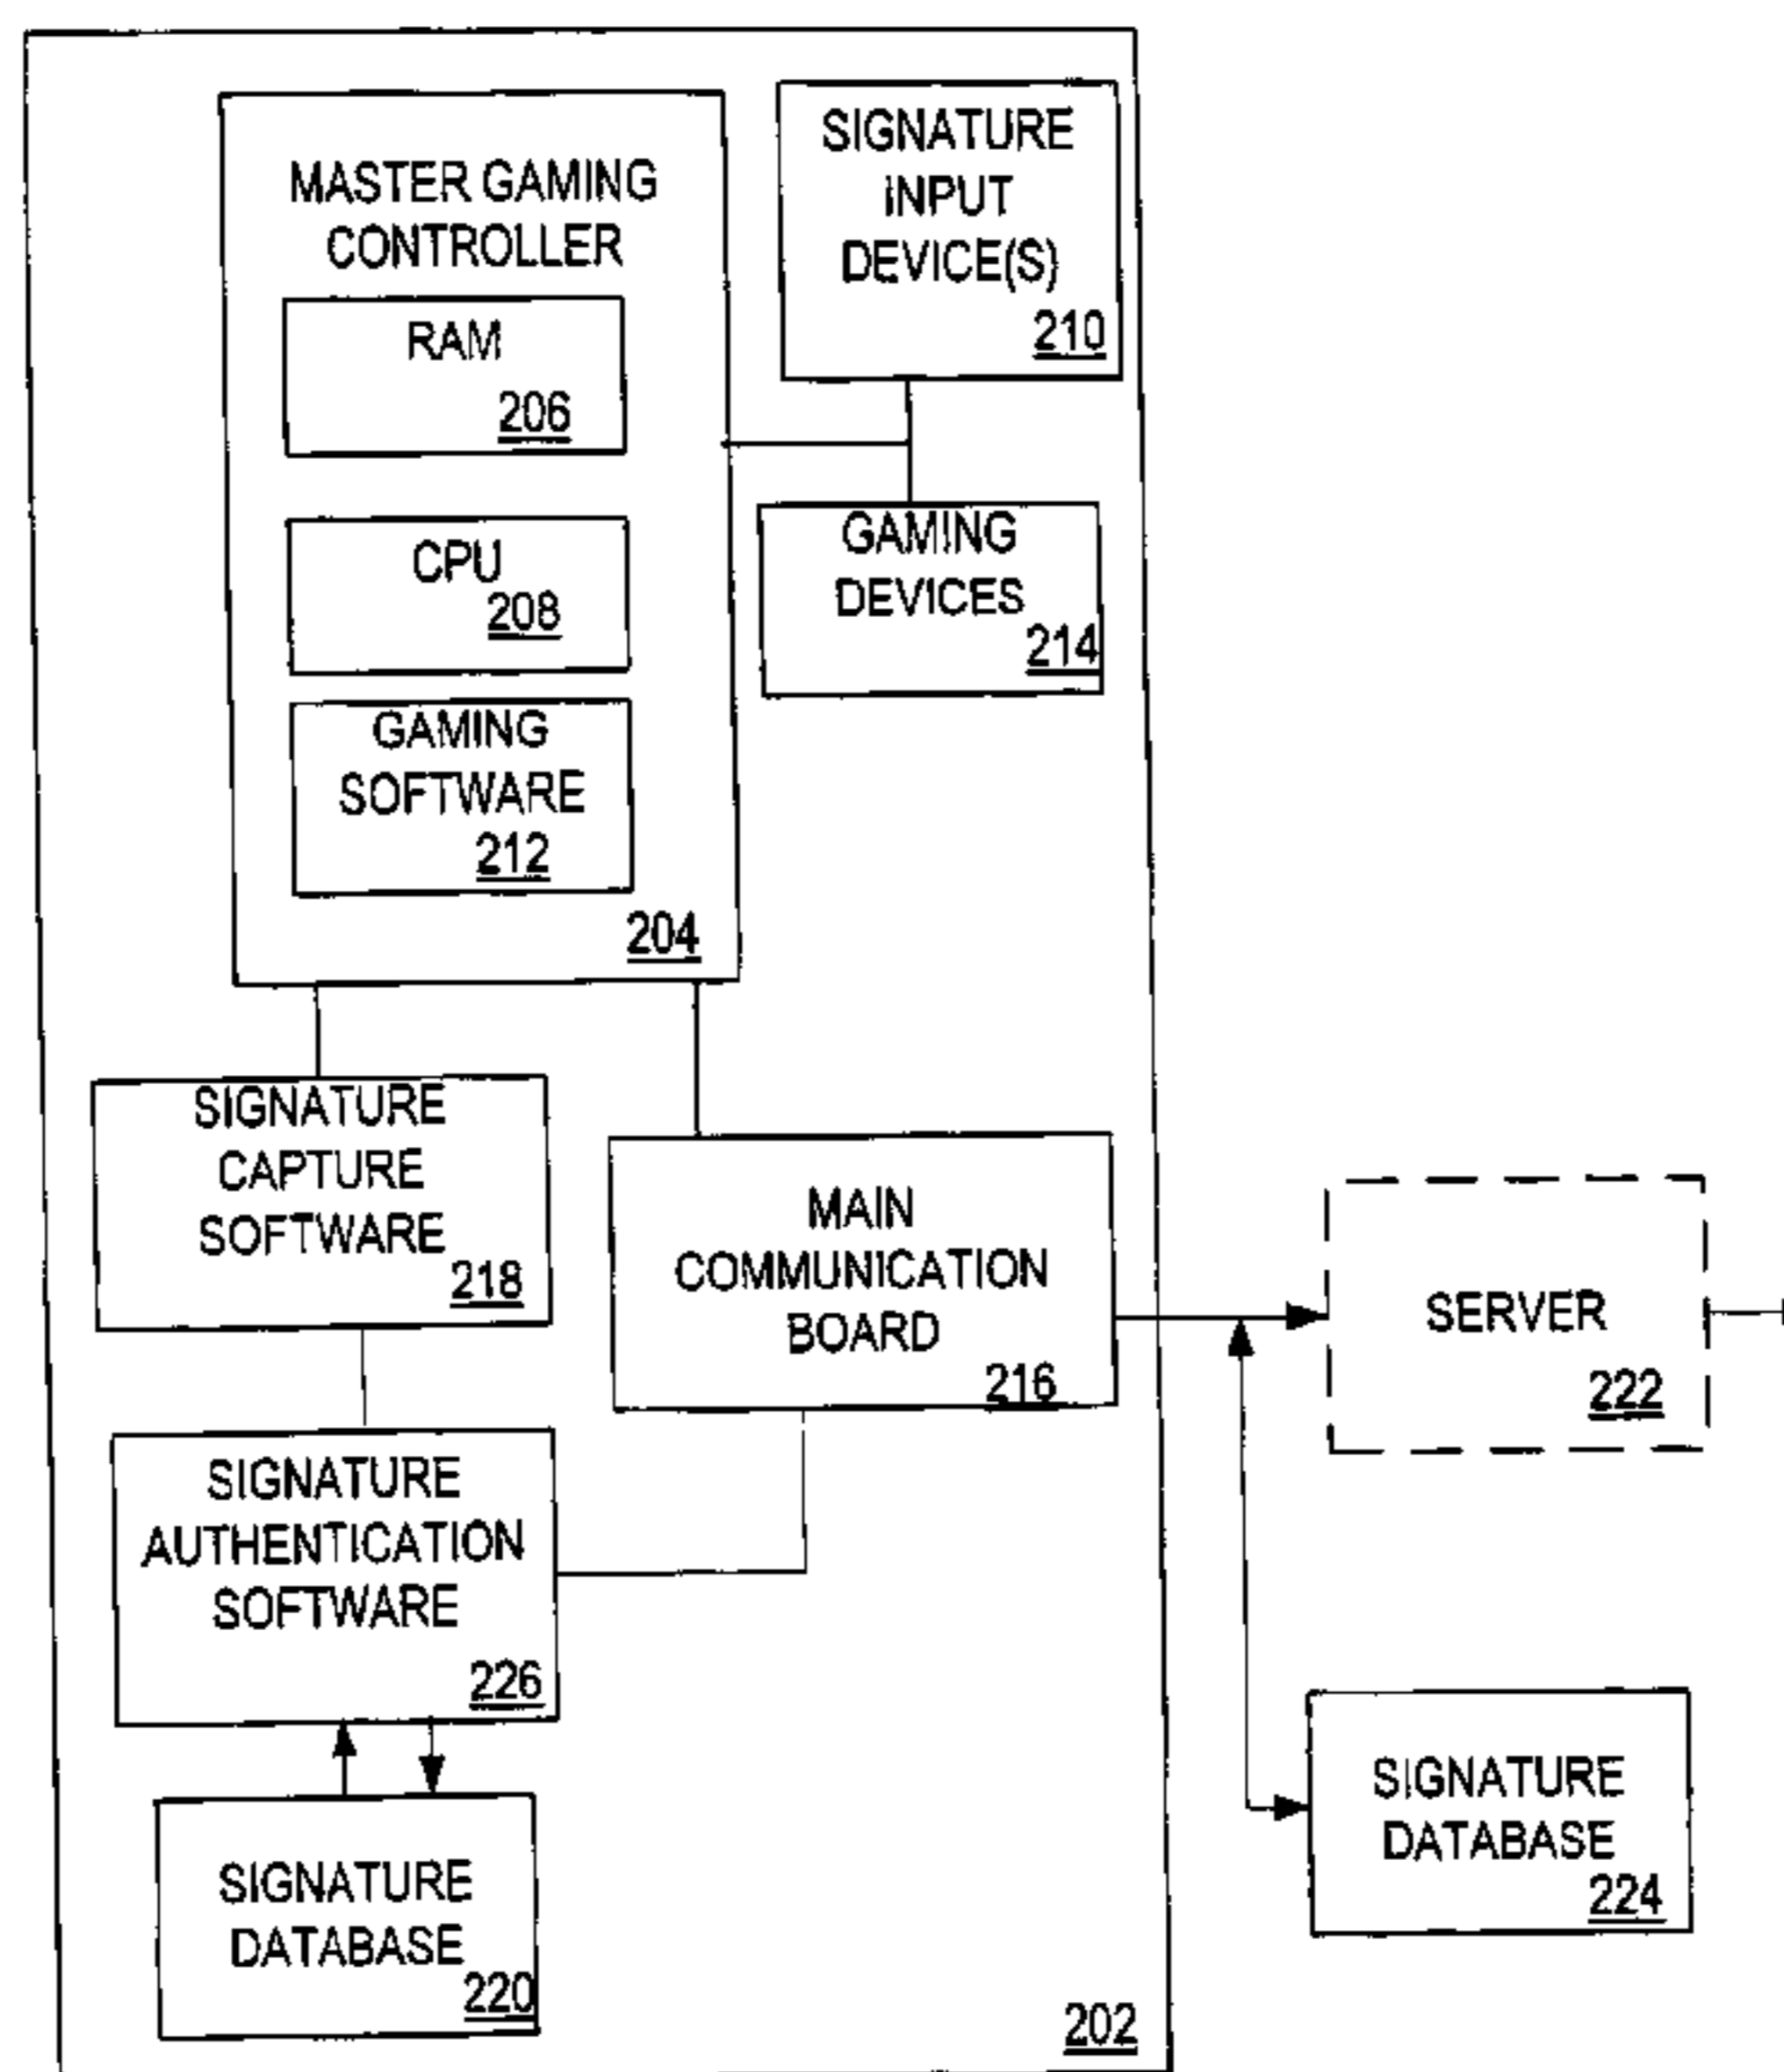 MASTER GAMING
CONTROLLER
RAM
206
CPU
208
GAMING
SOFTWARE
212
204
SIGNATURE
INPUT
DEVICE(S)
210
GAMING
DEVICES
214
SIGNATURE
CAPTURE
SOFTWARE
218
MAIN
COMMUNICATION
BOARD
216
SERVER
222
SIGNATURE
AUTHENTICATION
SOFTWARE
226
SIGNATURE
DATABASE
220
SIGNATURE
DATABASE
224
202